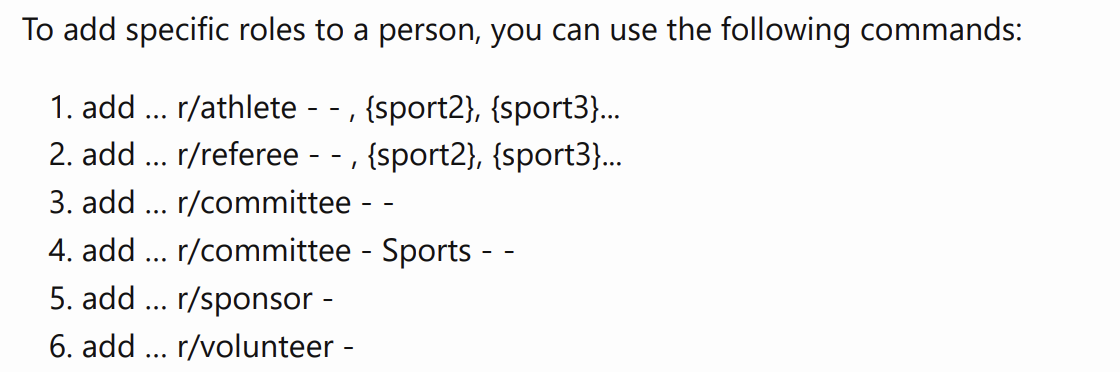 To add specific roles to a person, you can use the following commands:
1. add ... r/athlete - - , {sport2}, {sport3}...
2. add ... r/referee - - , {sport2}, {sport3}...
3. add ... r/committee - -
4. add ... r/committee - Sports - -
5. add ... r/sponsor -
6. add ... r/volunteer -